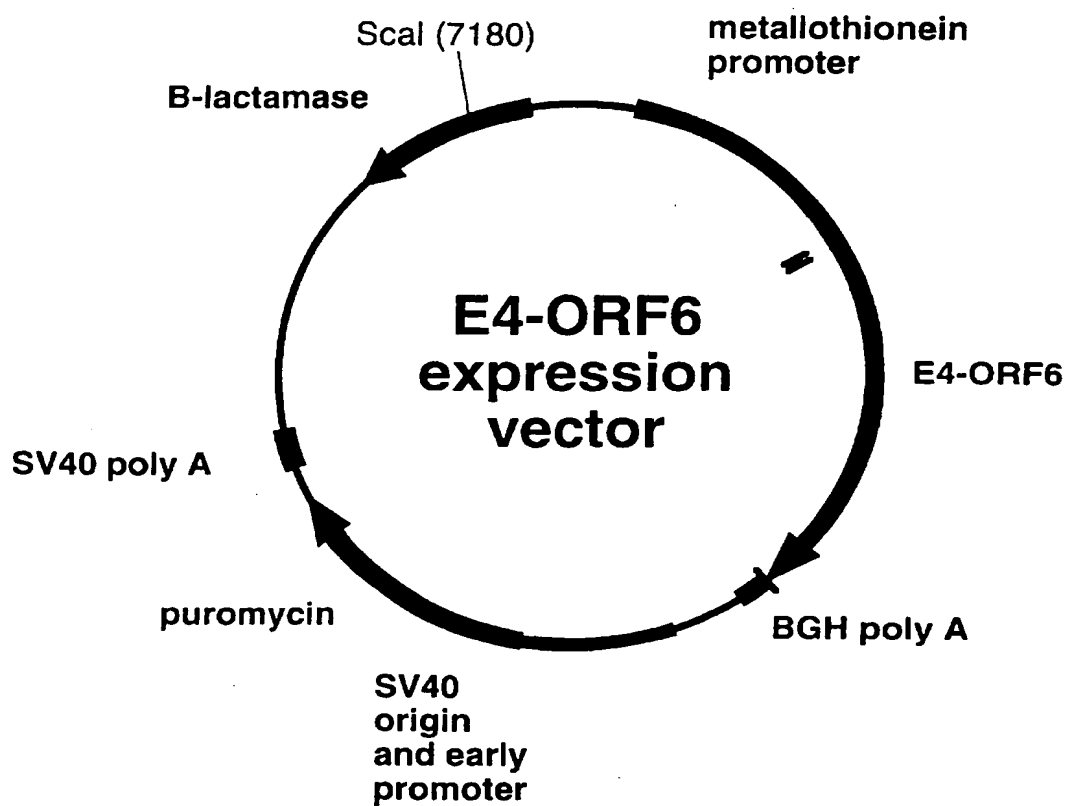 ScaI (7180)
metallothionein
promoter
B-lactamase
E4-ORF6
expression
vector
E4-ORF6
SV40 poly A
puromycin
BGH poly A
SV40
origin
and early
promoter